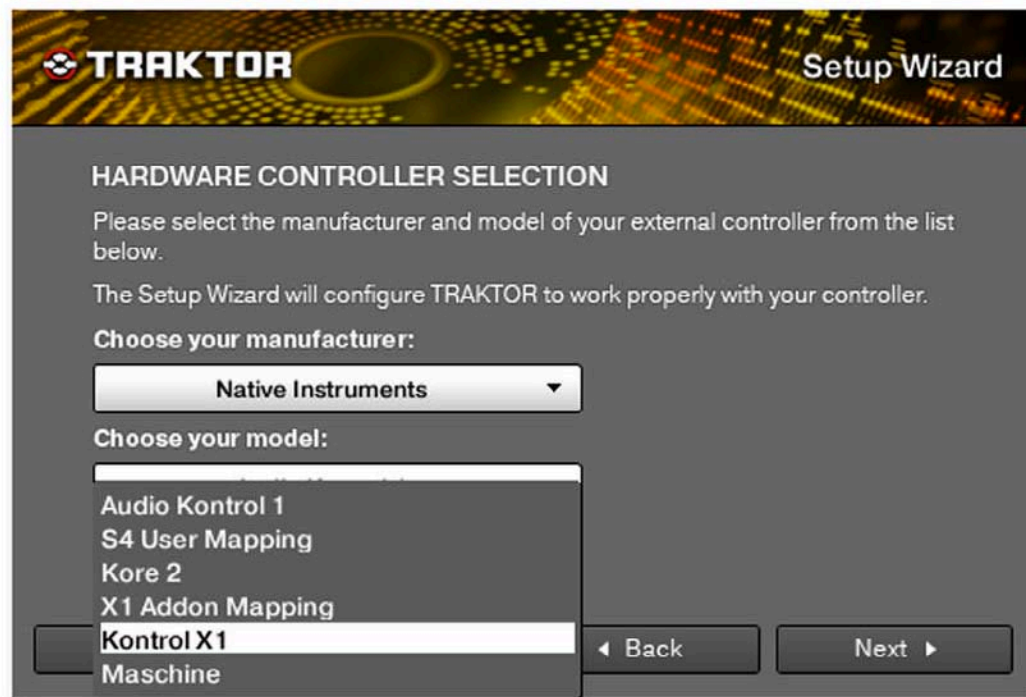 TRAKTOR
Setup Wizard
HARDWARE CONTROLLER SELECTION
Please select the manufacturer and model of your external controller from the list
below.
The Setup Wizard will configure TRAKTOR to work properly with your controller.
Choose your manufacturer:
Native Instruments
Choose your model:
Audio Kontrol 1
S4 User Mapping
Kore 2
X1 Addon Mapping
Kontrol X1
Maschine
Back
Next